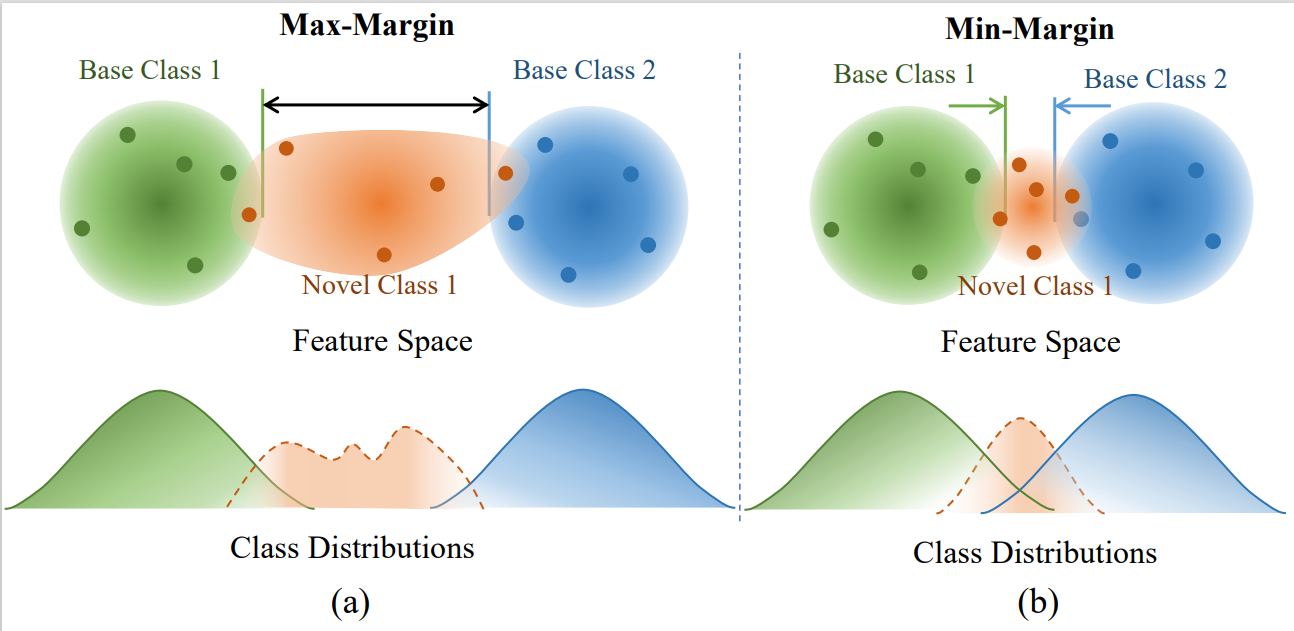 Max-Margin
Base Class 1
Base Class 2
Novel Class 1
Feature Space
Class Distributions
(a)
Min-Margin
Base Class 1
Base Class 2
Novel Class 1
Feature Space
Class Distributions
(b)